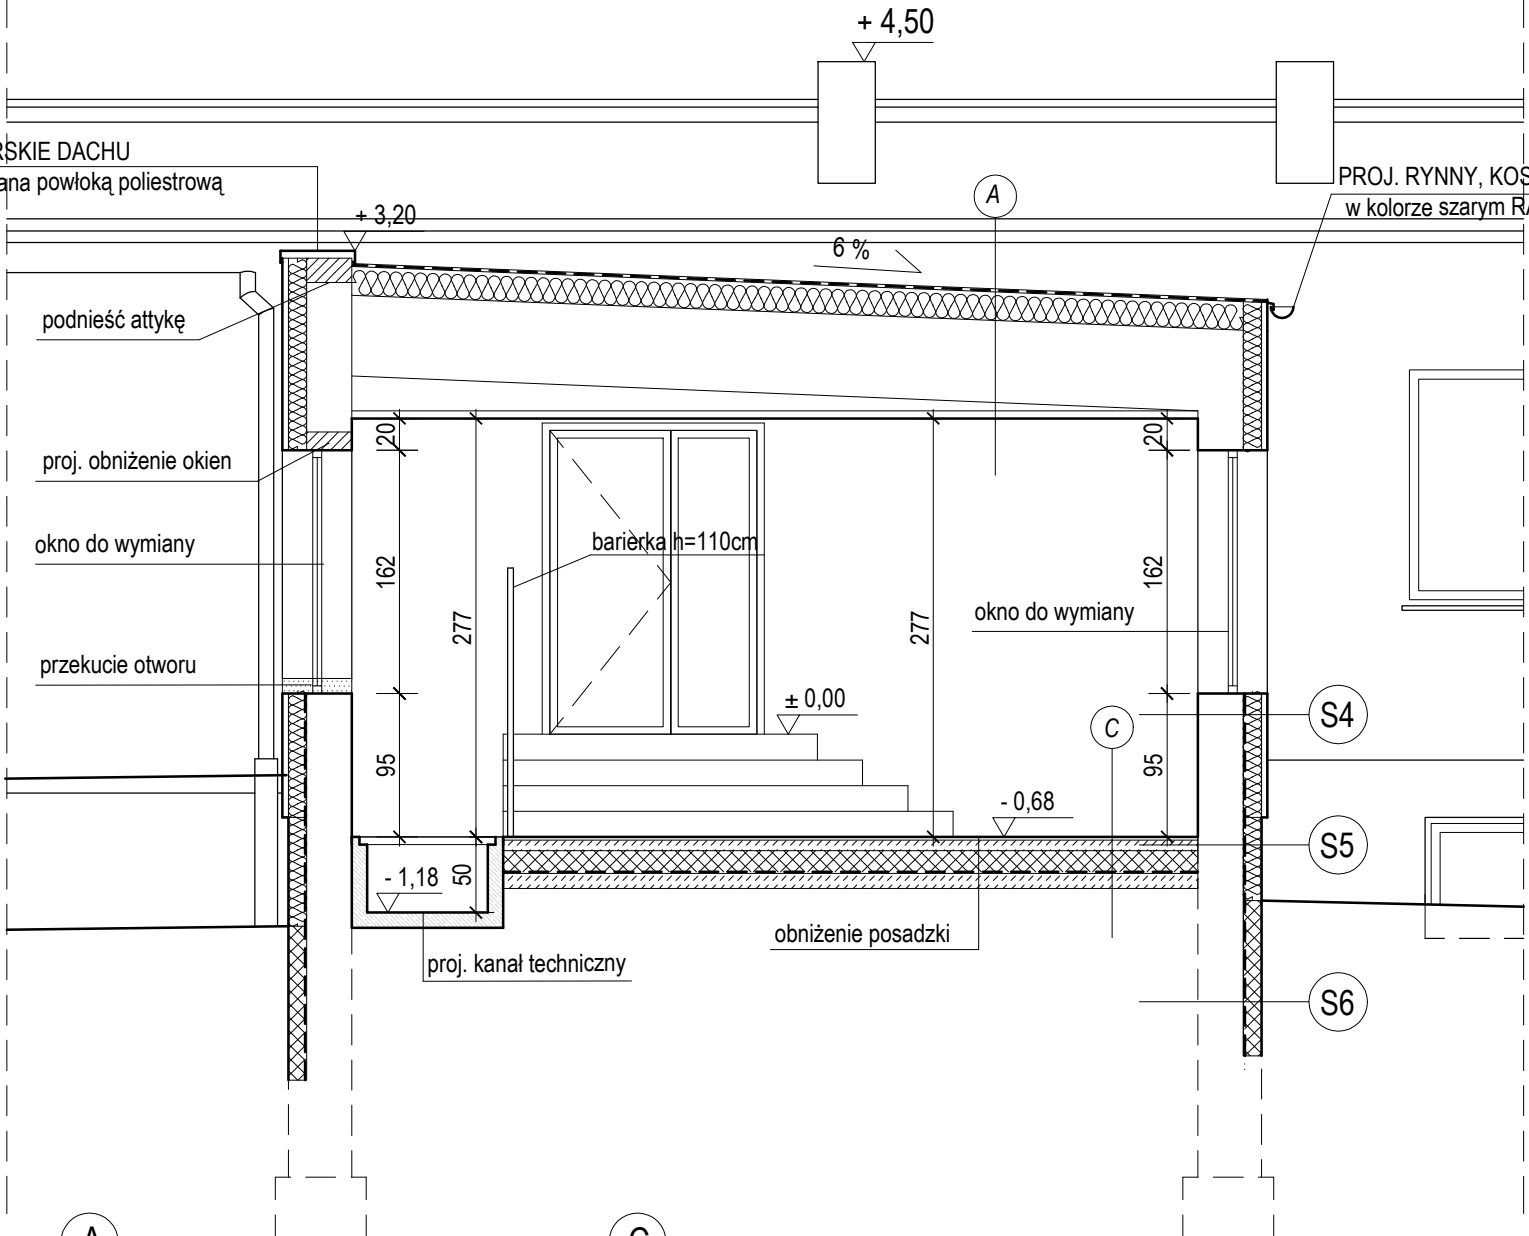 + 4,50
RSKIE DACHU
ana powłoką poliestrową
PROJ. RYNNY, KOS
w kolorze szarym RA
A
+ 3,20
6 %
podnieść attykę
20
20
proj. obniżenie okien
okno do wymiany
barierka h=110cm
162
162
277
277
okno do wymiany
przekucie otworu
± 0,00
S4
C
95
95
- 0,68
S5
- 1,18
50
obniżenie posadzki
proj. kanał techniczny
S6
A
C